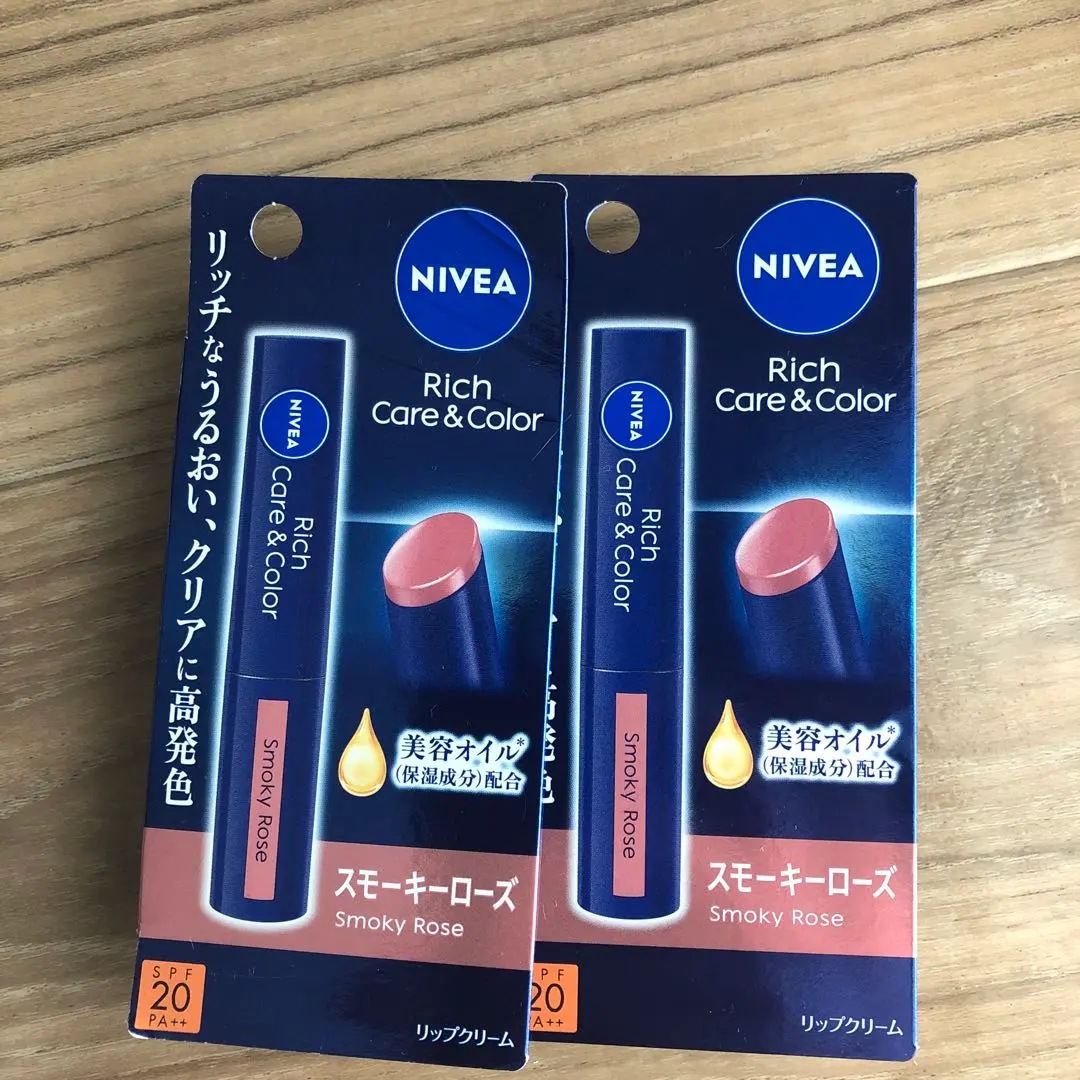 リッチなうるおい、クリアに高発色
NIVEA
Rich
Care & Color
NIVEA
Rich
Care & Color
Smoky Rose
美容オイル*
(保湿成分)配合
スモーキーローズ
Smoky Rose
SPF
20
PA++
リップクリーム
NIVEA
Rich
Care & Color
NIVEA
Rich
Care & Color
Smoky Rose
美容オイル*
(保湿成分)配合
スモーキーローズ
Smoky Rose
PF
20
A++
リップクリーム